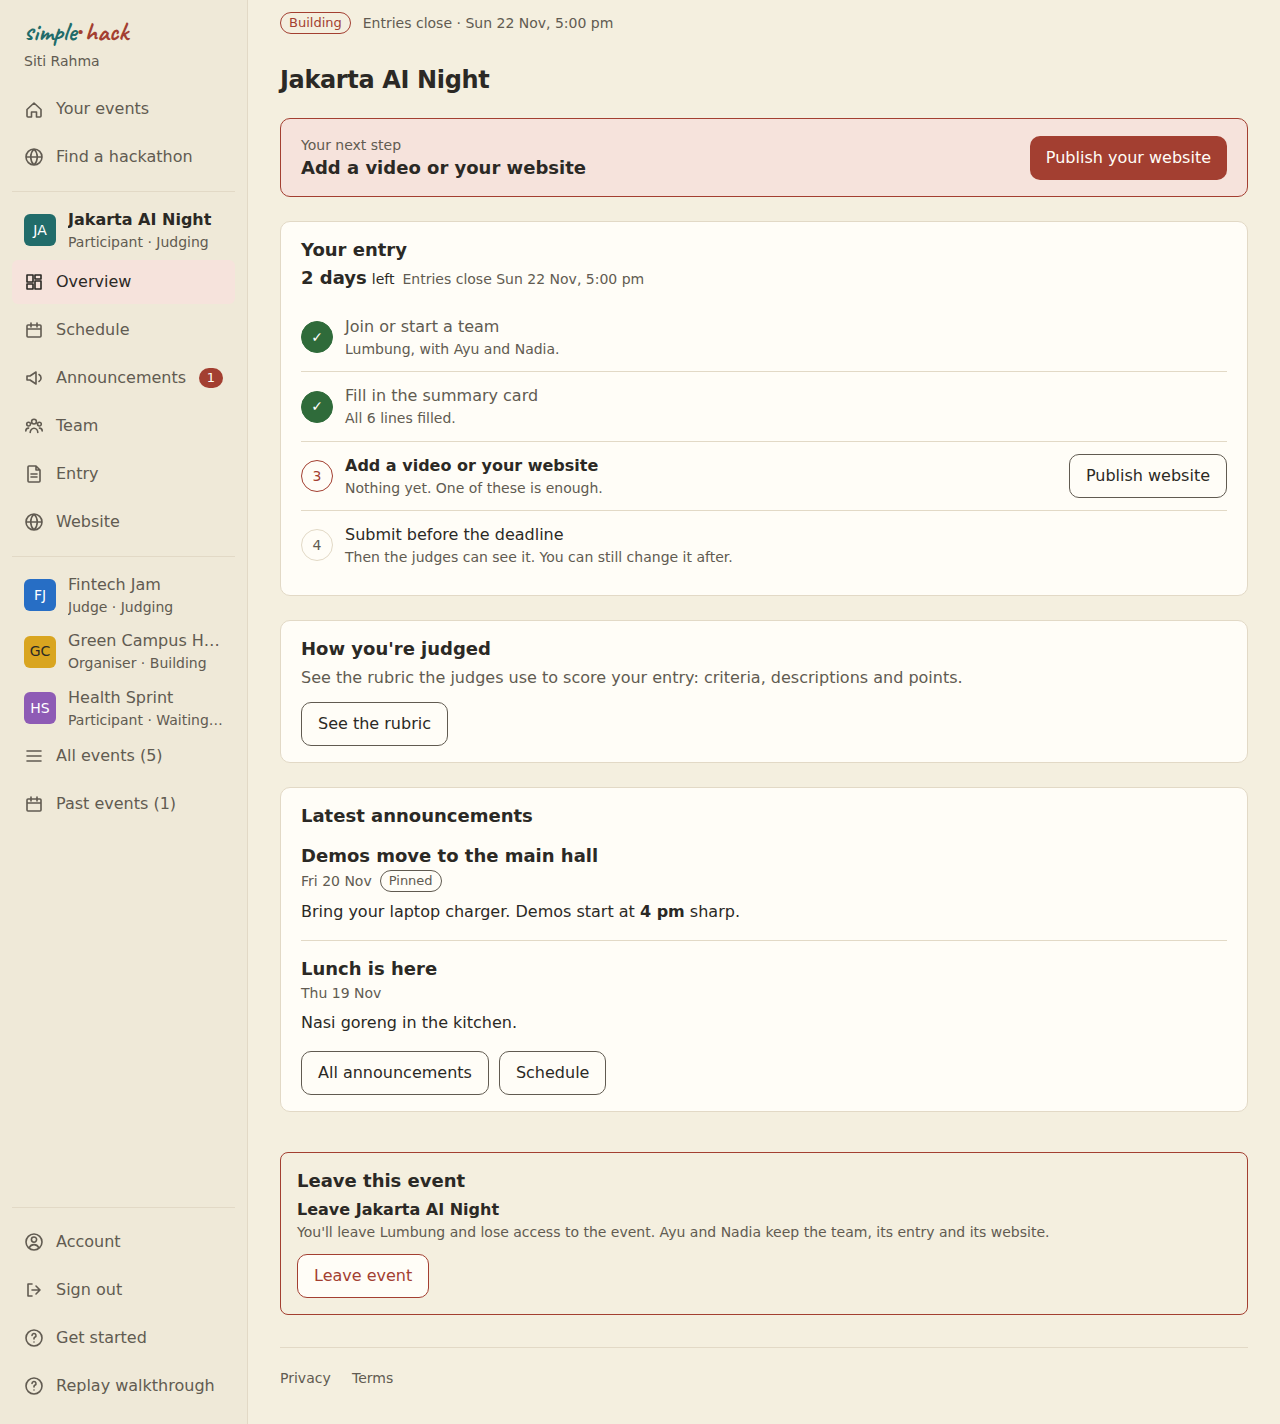 simple·hack
Siti Rahma
Your events
Find a hackathon
JA
Jakarta AI Night
Participant · Judging
Overview
Schedule
Announcements 1
Team
Entry
Website
FJ
Fintech Jam
Judge · Judging
GC
Green Campus H...
Organiser · Building
HS
Health Sprint
Participant · Waiting...
All events (5)
Past events (1)
Account
Sign out
Get started
Replay walkthrough
Building Entries close · Sun 22 Nov, 5:00 pm
Jakarta AI Night
Your next step
Add a video or your website
Publish your website
Your entry
2 days left Entries close Sun 22 Nov, 5:00 pm
✓
Join or start a team
Lumbung, with Ayu and Nadia.
✓
Fill in the summary card
All 6 lines filled.
3
Add a video or your website
Nothing yet. One of these is enough.
Publish website
4
Submit before the deadline
Then the judges can see it. You can still change it after.
How you're judged
See the rubric the judges use to score your entry: criteria, descriptions and points.
See the rubric
Latest announcements
Demos move to the main hall
Fri 20 Nov Pinned
Bring your laptop charger. Demos start at 4 pm sharp.
Lunch is here
Thu 19 Nov
Nasi goreng in the kitchen.
All announcements Schedule
Leave this event
Leave Jakarta AI Night
You'll leave Lumbung and lose access to the event. Ayu and Nadia keep the team, its entry and its website.
Leave event
Privacy Terms